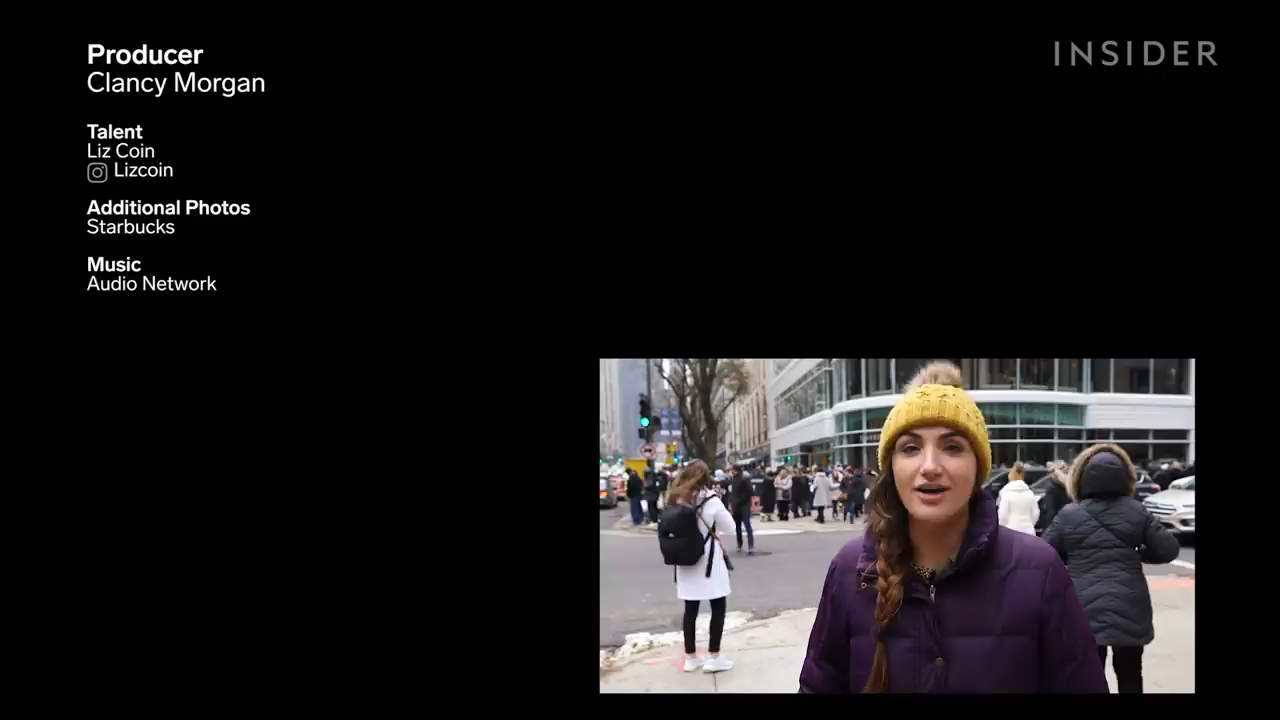 Producer
Clancy Morgan
Talent
Liz Coin
Lizcoin
Additional Photos
Starbucks
Music
Audio Network
INSIDER